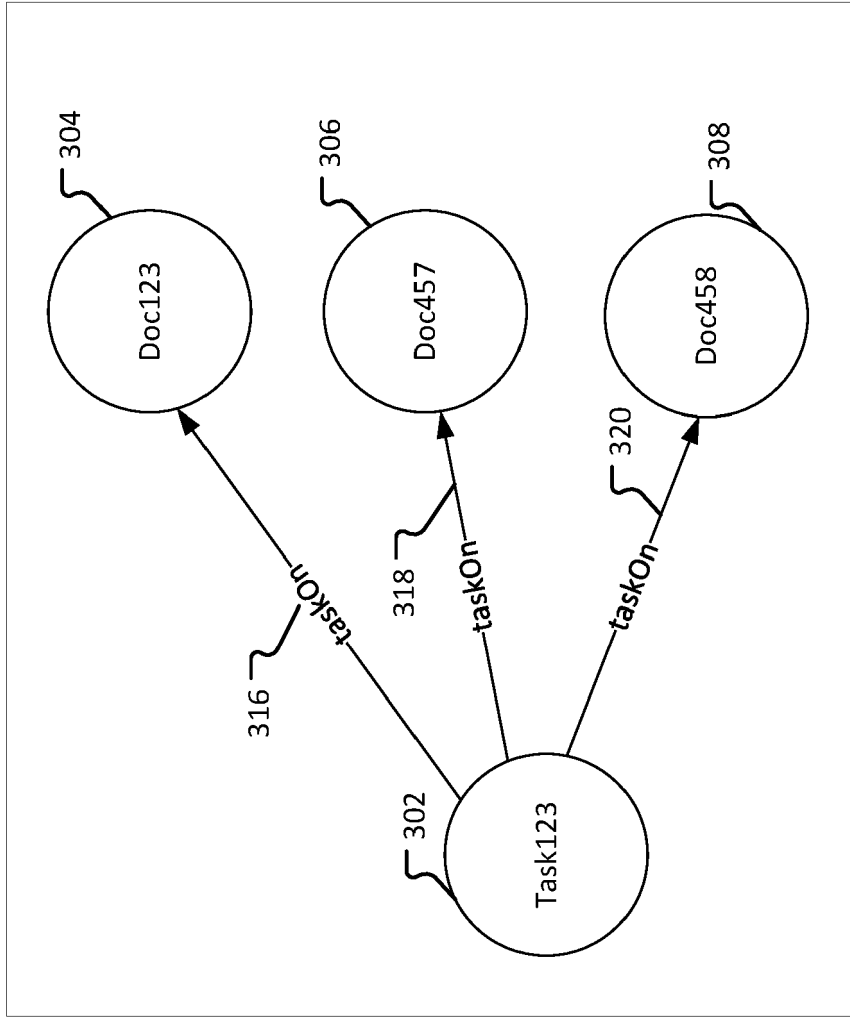 304
Doc123
316
taskOn
306
Doc457
318
taskOn
302
Task123
308
Doc458
320
taskOn